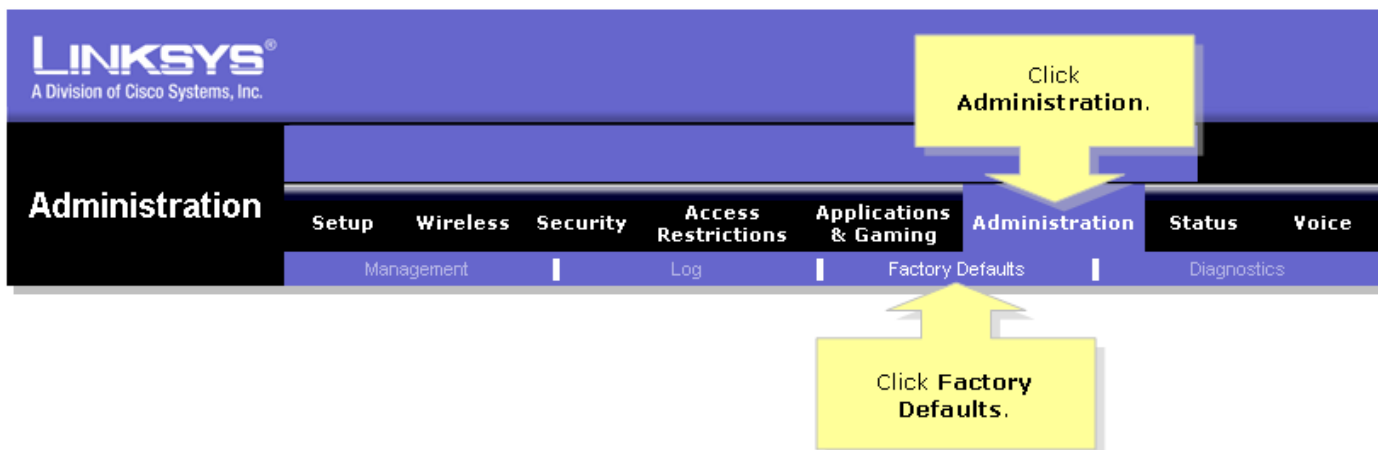 LINKSYS®
A Division of Cisco Systems, Inc.
Click
Administration.
Administration
Setup Wireless Security Access Restrictions Applications & Gaming Administration Status Voice
Management Log Factory Defaults Diagnostics
Click Factory
Defaults.